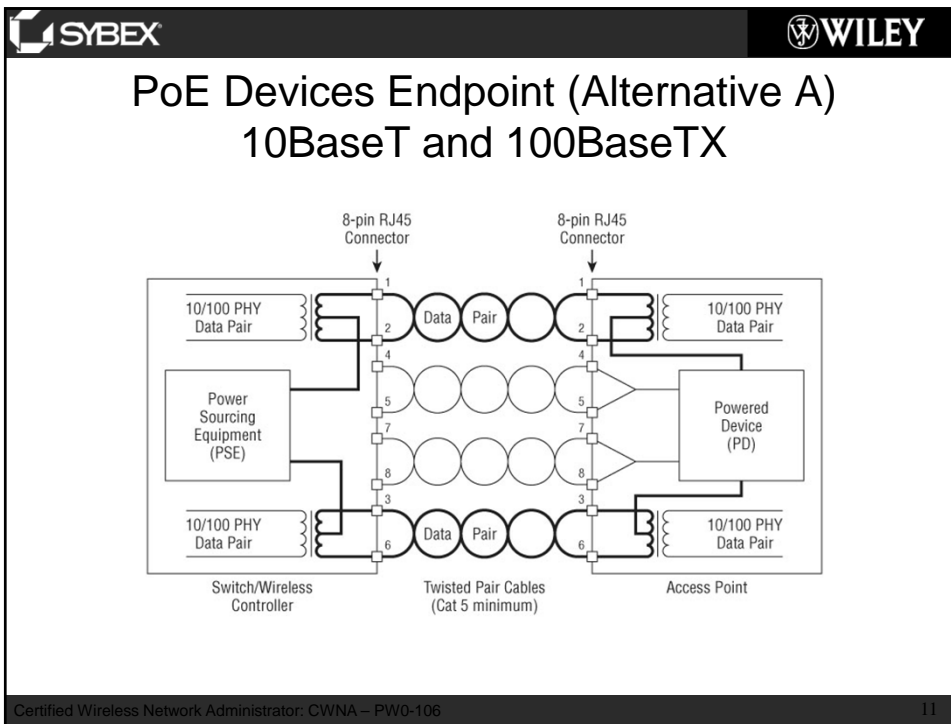 SYBEX®
WILEY
PoE Devices Endpoint (Alternative A)
10BaseT and 100BaseTX
8-pin RJ45
Connector
8-pin RJ45
Connector
1
1
10/100 PHY
Data Pair
Data Pair
10/100 PHY
Data Pair
2
2
4
4
Power
Sourcing
Equipment
(PSE)
5
5
Powered
Device
(PD)
7
7
8
8
3
3
10/100 PHY
Data Pair
Data Pair
10/100 PHY
Data Pair
6
6
Switch/Wireless
Controller
Twisted Pair Cables
(Cat 5 minimum)
Access Point
Certified Wireless Network Administrator: CWNA – PW0-106
11